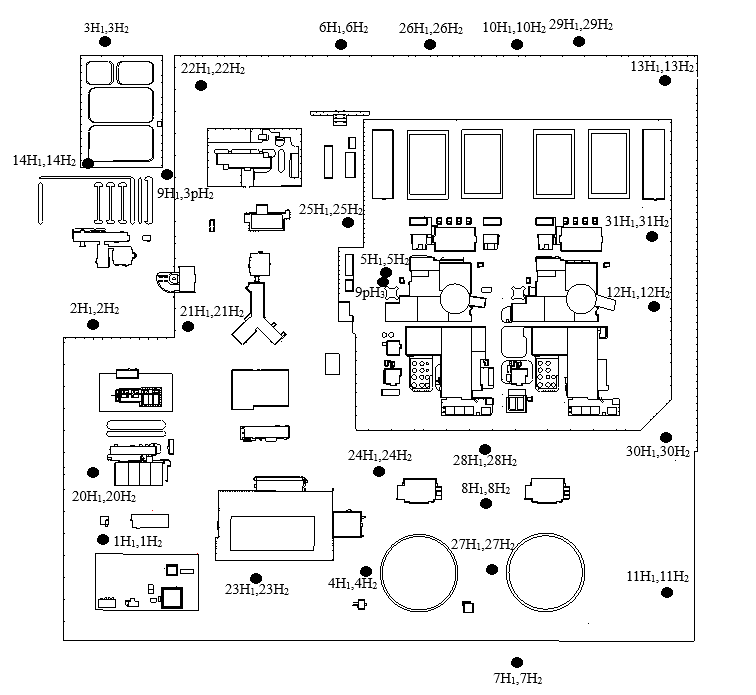 3H₁,3H₂
6H₁,6H₂
26H₁,26H₂
10H₁,10H₂
29H₁,29H₂
22H₁,22H₂
13H₁,13H₂
14H₁,14H₂
9H₁,3pH₂
25H₁,25H₂
31H₁,31H₂
5H₁,5H₂
9pH₃
12H₁,12H₂
2H₁,2H₂
21H₁,21H₂
24H₁,24H₂
28H₁,28H₂
30H₁,30H₂
20H₁,20H₂
8H₁,8H₂
1H₁,1H₂
27H₁,27H₂
23H₁,23H₂
4H₁,4H₂
11H₁,11H₂
7H₁,7H₂